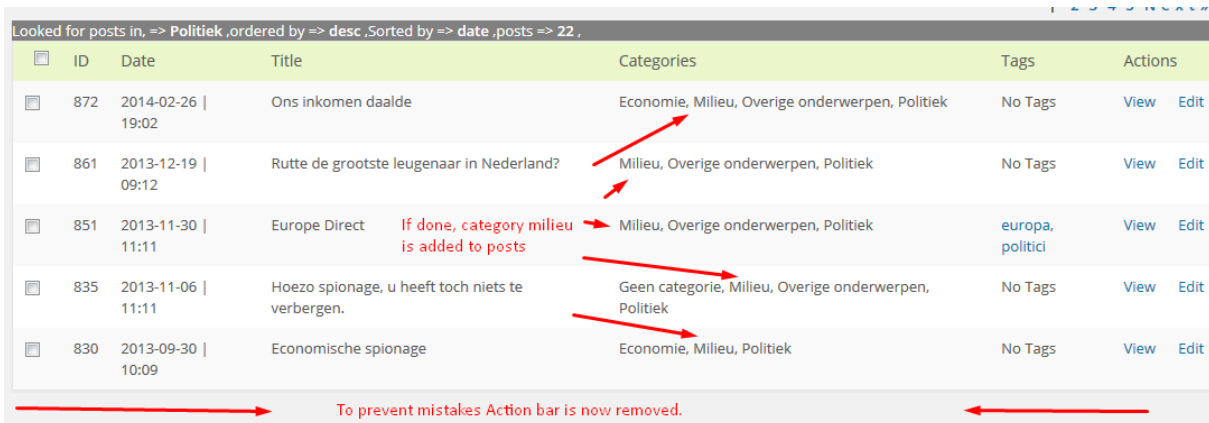 2 3 4 5 Next »
Looked for posts in, => Politiek ,ordered by => desc ,Sorted by => date ,posts => 22 ,
ID Date Title Categories Tags Actions
872 2014-02-26 | Ons inkomen daalde Economie, Milieu, Overige onderwerpen, Politiek No Tags View Edit
19:02
861 2013-12-19 | Rutte de grootste leugenaar in Nederland? Milieu, Overige onderwerpen, Politiek No Tags View Edit
09:12
851 2013-11-30 | Europe Direct If done, category milieu Milieu, Overige onderwerpen, Politiek europa, View Edit
11:11 is added to posts politici
835 2013-11-06 | Hoezo spionage, u heeft toch niets te Geen categorie, Milieu, Overige onderwerpen, No Tags View Edit
11:11 verbergen. Politiek
830 2013-09-30 | Economische spionage Economie, Milieu, Politiek No Tags View Edit
10:09
To prevent mistakes Action bar is now removed.